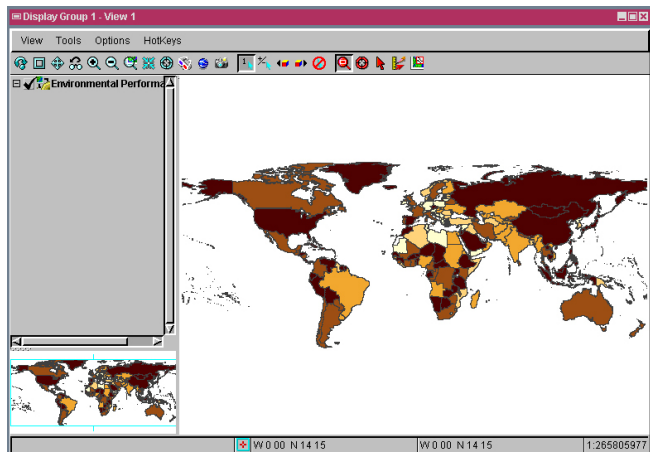 Display Group 1 - View 1
View Tools Options HotKeys
Environmental Performa
W 0 00 N 14 15 W 0 00 N 14 15 1:265805977